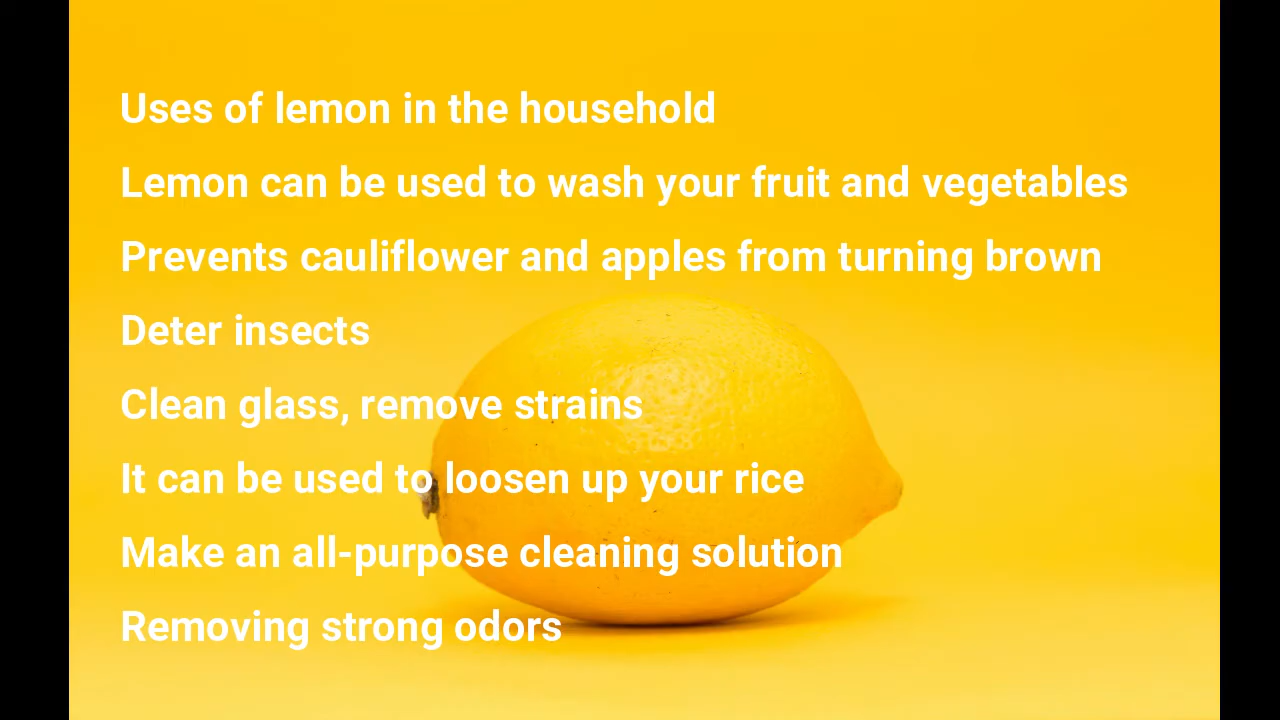 Uses of lemon in the household
Lemon can be used to wash your fruit and vegetables
Prevents cauliflower and apples from turning brown
Deter insects
Clean glass, remove strains
It can be used to loosen up your rice
Make an all-purpose cleaning solution
Removing strong odors